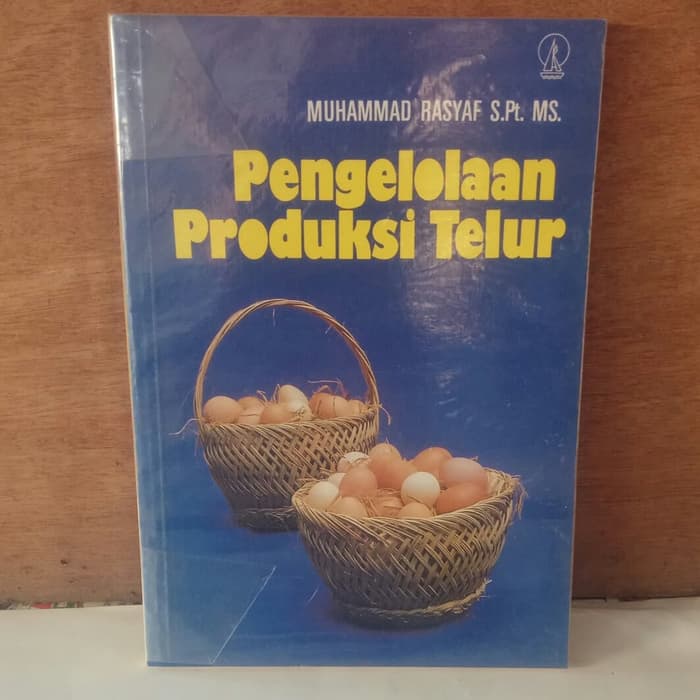 MUHAMMAD RASYAF S.Pt. MS.
Pengelolaan
Produksi Telur